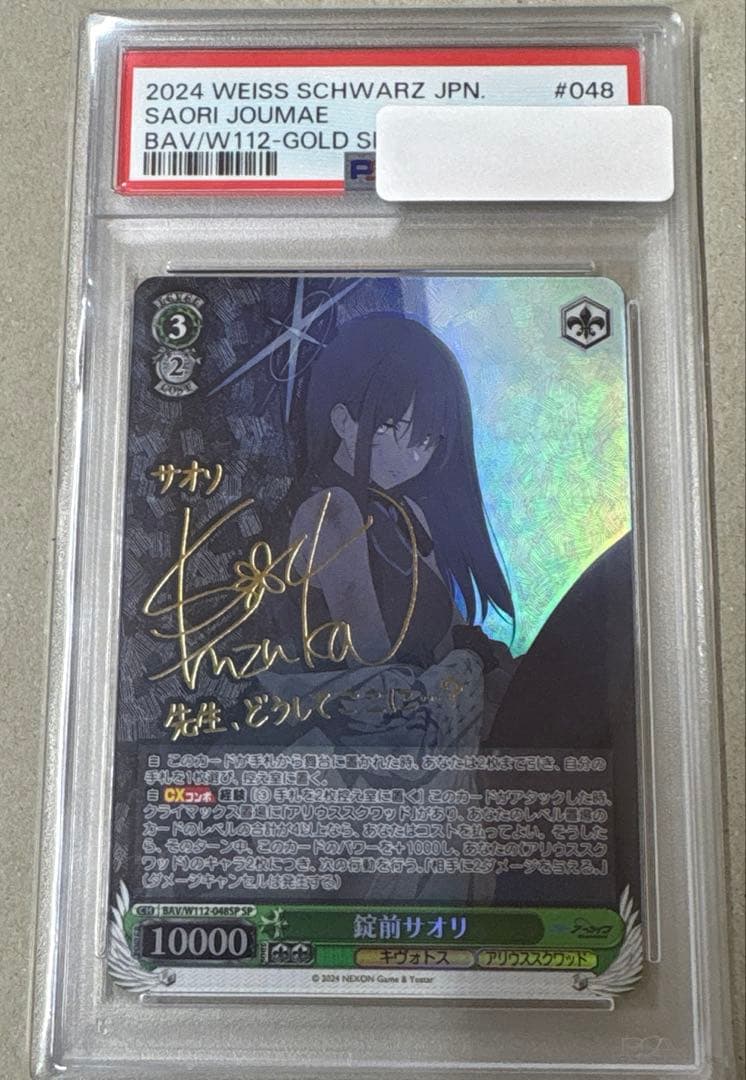 2024 WEISS SCHWARZ JPN. #048
SAORI JOUMAE
BAV/W112-GOLD
LEVEL
3
2
COST
サオリ
先生、どうしてここに…?
自 このカードが手札から舞台に置かれた時、あなたは2枚まで引き、自分の
手札を1枚選び、控え室に置く。
自 CXコンボ 経験 [③ 手札を2枚控え室に置く] このカードがアタックした時、
クライマックス置場に「アリウススクワッド」があり、あなたのレベル置場の
カードのレベルの合計が4以上なら、あなたはコストを払ってよい。そうした
ら、そのターン中、このカードのパワーを+1000し、あなたの《アリウススク
ワッド》のキャラ2枚につき、次の行動を行う。『相手に2ダメージを与える。』
(ダメージキャンセルは発生する)
CH BAV/W112-048SP SP
10000
錠前サオリ
キヴォトス アリウススクワッド
© 2024 NEXON Game & Yostar